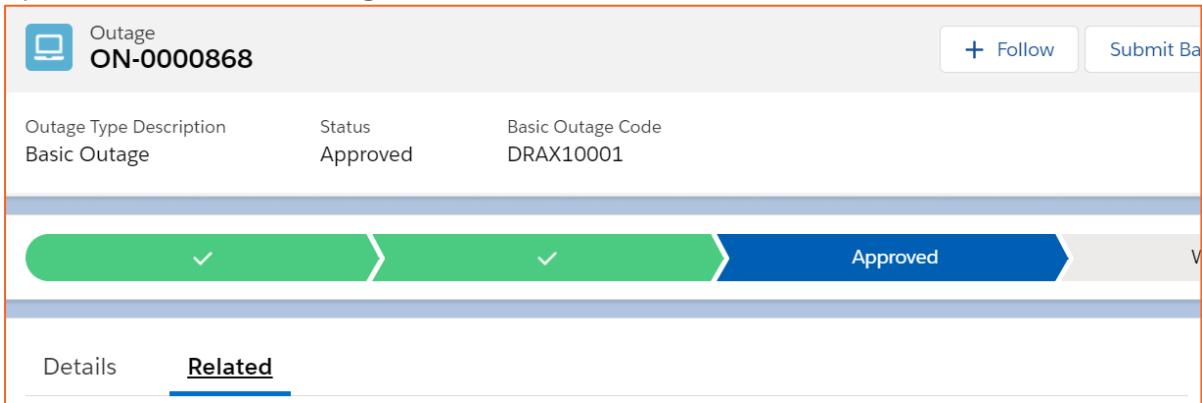 Outage
ON-0000868
+ Follow
Submit Ba
Outage Type Description Status Basic Outage Code
Basic Outage Approved DRAX10001
Approved
Details Related